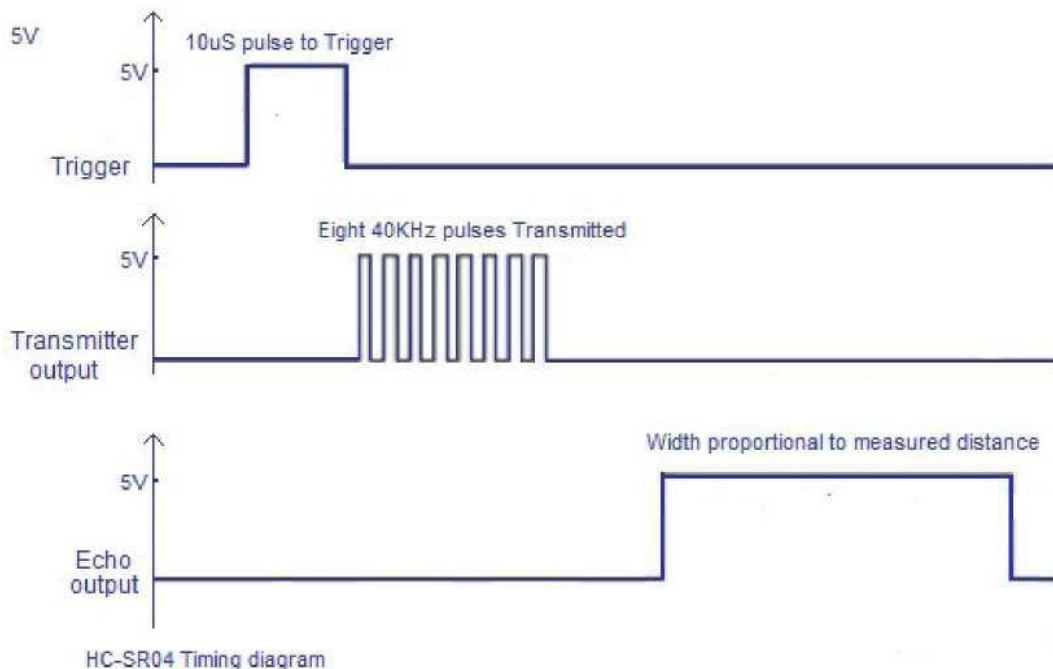 5V
10uS pulse to Trigger
5V
Trigger
Eight 40KHz pulses Transmitted
5V
Transmitter
output
Width proportional to measured distance
5V
Echo
output
HC-SR04 Timing diagram